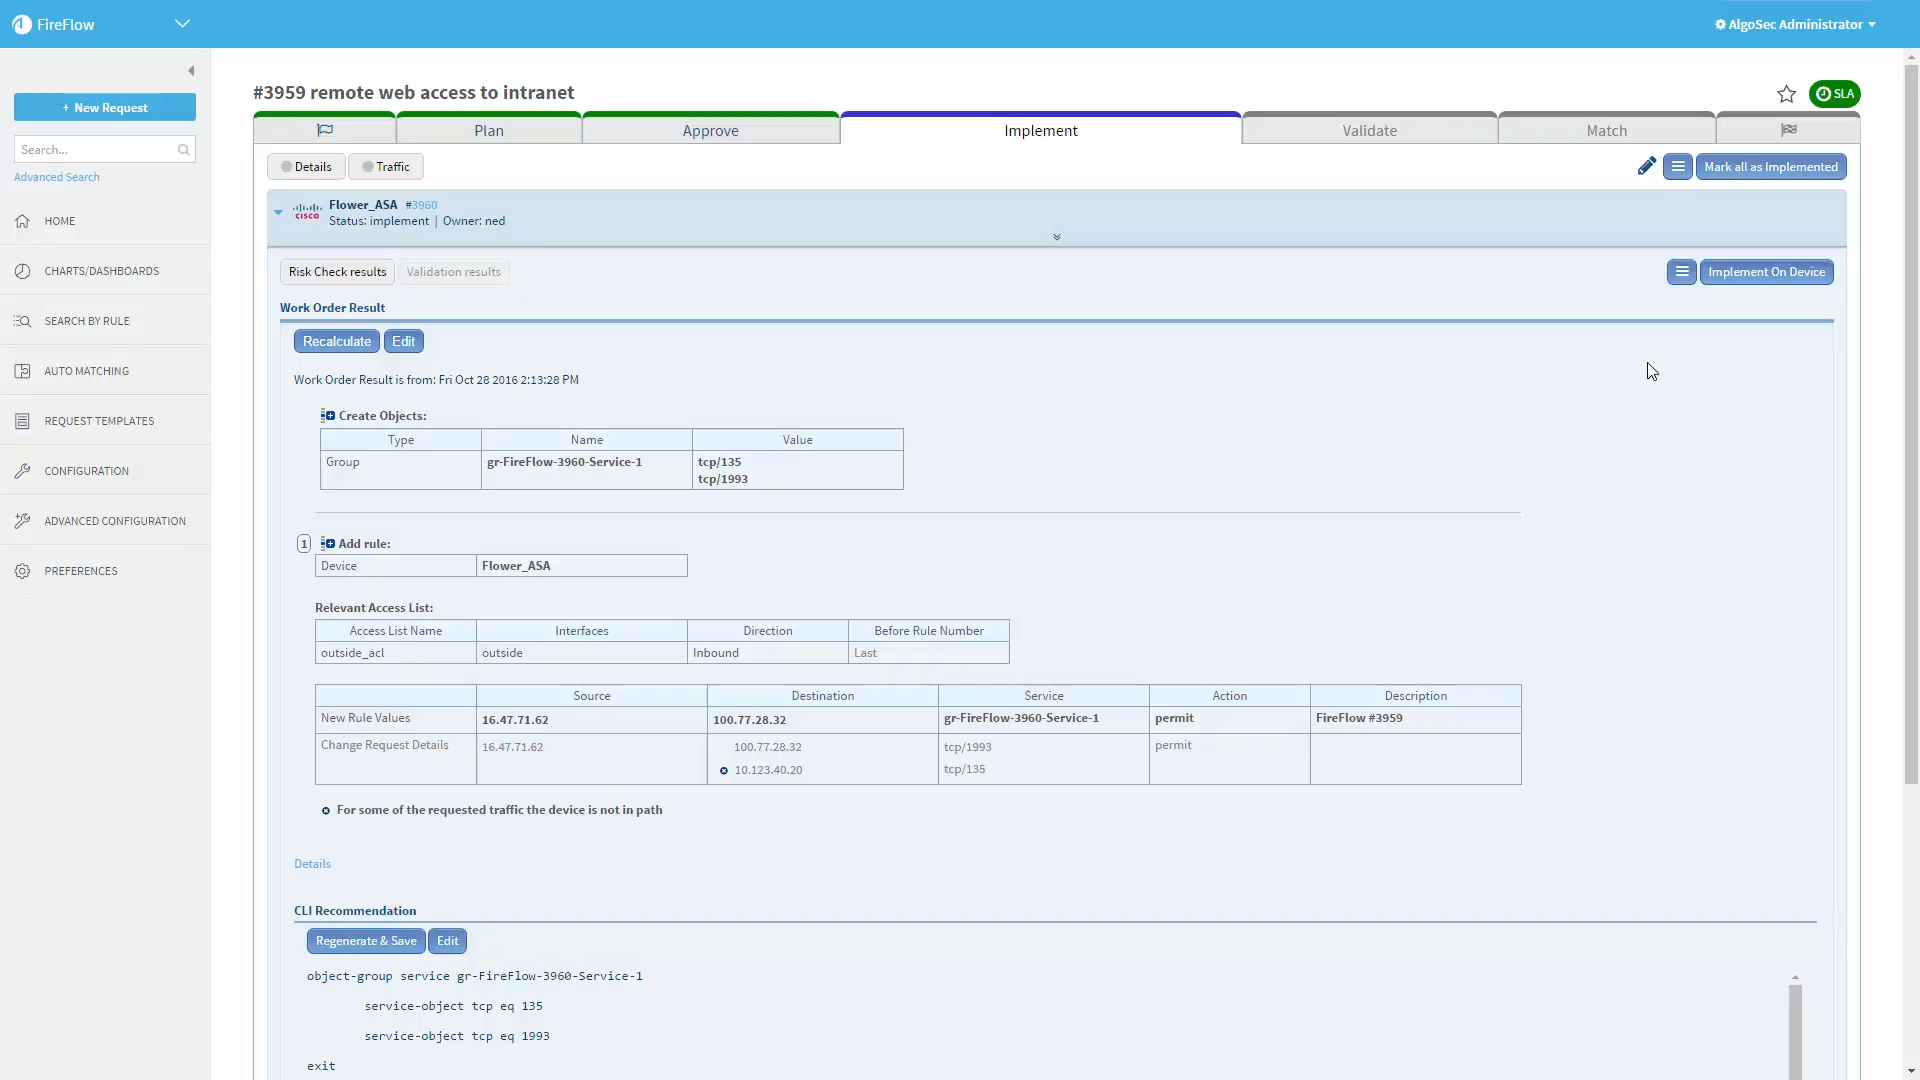 FireFlow
AlgoSec Administrator
+ New Request
Search...
Advanced Search
HOME
CHARTS/DASHBOARDS
SEARCH BY RULE
AUTO MATCHING
REQUEST TEMPLATES
CONFIGURATION
ADVANCED CONFIGURATION
PREFERENCES
#3959 remote web access to intranet
SLA
Plan Approve Implement Validate Match
Details Traffic
Mark all as Implemented
CISCO
Flower_ASA #3960
Status: implement | Owner: ned
Risk Check results Validation results
Implement On Device
Work Order Result
Recalculate Edit
Work Order Result is from: Fri Oct 28 2016 2:13:28 PM
Create Objects:
Type Name Value
Group gr-FireFlow-3960-Service-1 tcp/135
tcp/1993
1 Add rule:
Device Flower_ASA
Relevant Access List:
Access List Name Interfaces Direction Before Rule Number
outside_acl outside Inbound Last
Source Destination Service Action Description
New Rule Values 16.47.71.62 100.77.28.32 gr-FireFlow-3960-Service-1 permit FireFlow #3959
Change Request Details 16.47.71.62 100.77.28.32 tcp/1993 permit
10.123.40.20 tcp/135
For some of the requested traffic the device is not in path
Details
CLI Recommendation
Regenerate & Save Edit
object-group service gr-FireFlow-3960-Service-1
service-object tcp eq 135
service-object tcp eq 1993
exit